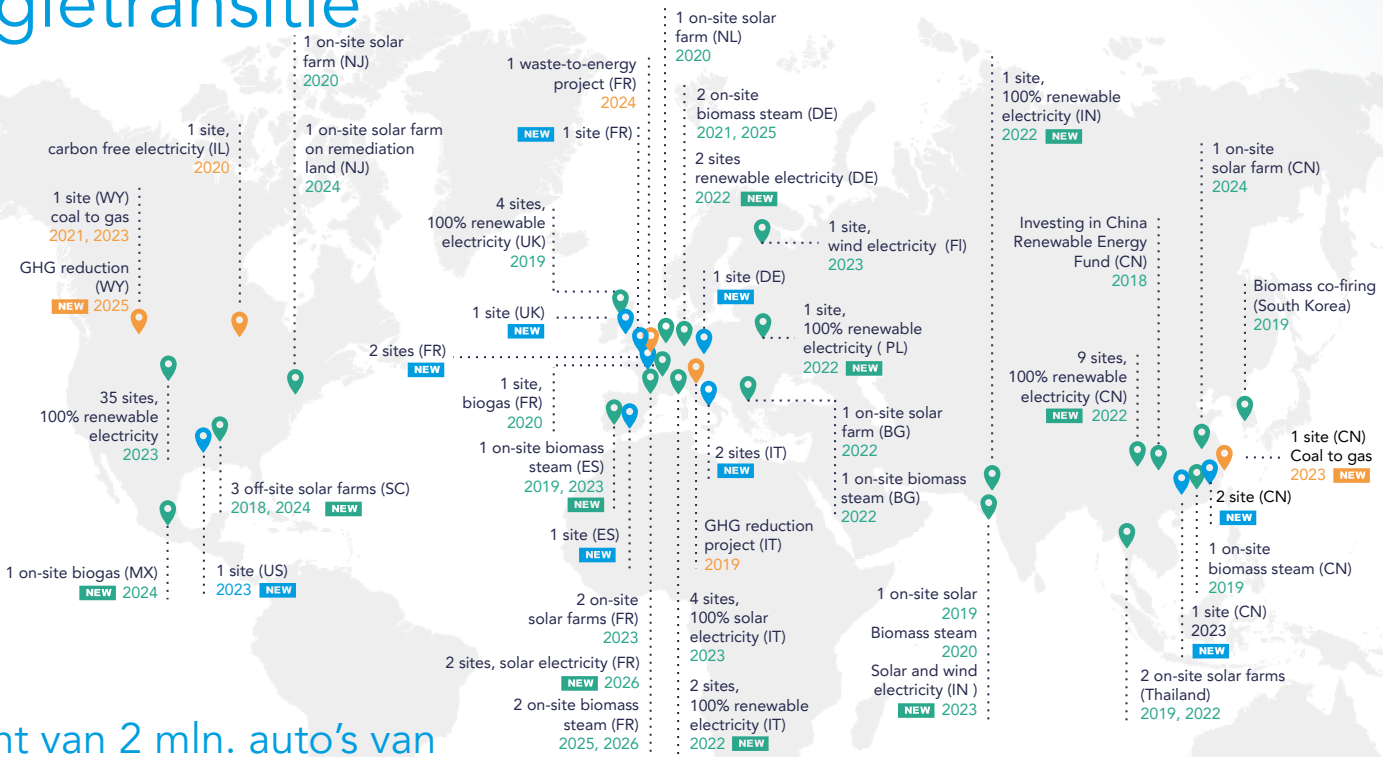 gietransitie
1 on-site solar
farm (NJ)
2020
1 on-site solar farm
on remediation
land (NJ)
2024
1 site,
carbon free electricity (IL)
2020
1 site (WY)
coal to gas
2021, 2023
GHG reduction
(WY)
NEW 2025
35 sites,
100% renewable
electricity
2023
3 off-site solar farms (SC)
2018, 2024 NEW
1 on-site biogas (MX)
NEW 2024
1 site (US)
2023 NEW
1 waste-to-energy
project (FR)
2024
NEW 1 site (FR)
4 sites,
100% renewable
electricity (UK)
2019
1 site (UK)
NEW
2 sites (FR)
NEW
1 site,
biogas (FR)
2020
1 on-site biomass
steam (ES)
2019, 2023
NEW
1 site (ES)
NEW
2 on-site
solar farms (FR)
2023
2 sites, solar electricity (FR)
NEW 2026
2 on-site biomass
steam (FR)
2025, 2026
1 on-site solar
farm (NL)
2020
2 on-site
biomass steam (DE)
2021, 2025
2 sites
renewable electricity (DE)
2022 NEW
1 site,
wind electricity (FI)
2023
1 site (DE)
NEW
1 site,
100% renewable
electricity ( PL)
2022 NEW
1 on-site solar
farm (BG)
2022
1 on-site biomass
steam (BG)
2022
2 sites (IT)
NEW
GHG reduction
project (IT)
2019
4 sites,
100% solar
electricity (IT)
2023
2 sites,
100% renewable
electricity (IT)
2022 NEW
1 site,
100% renewable
electricity (IN)
2022 NEW
1 on-site solar
2019
Biomass steam
2020
Solar and wind
electricity (IN )
NEW 2023
1 on-site
solar farm (CN)
2024
Investing in China
Renewable Energy
Fund (CN)
2018
Biomass co-firing
(South Korea)
2019
9 sites,
100% renewable
electricity (CN)
NEW 2022
1 site (CN)
Coal to gas
2023 NEW
2 site (CN)
NEW
1 on-site
biomass steam (CN)
2019
1 site (CN)
2023
NEW
2 on-site solar farms
(Thailand)
2019, 2022
nt van 2 mln. auto's van